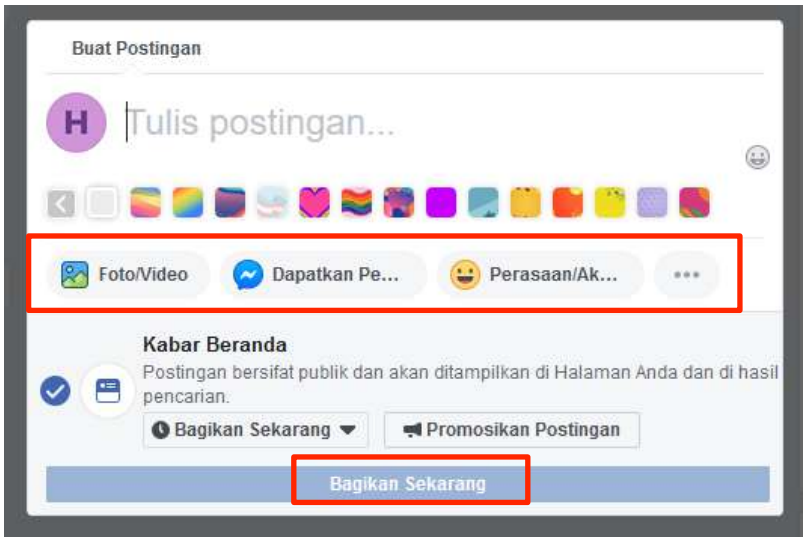 Buat Postingan
H
Tulis postingan...
Foto/Video Dapatkan Pe... Perasaan/Ak...
Kabar Beranda
Postingan bersifat publik dan akan ditampilkan di Halaman Anda dan di hasil
pencarian.
Bagikan Sekarang Promosikan Postingan
Bagikan Sekarang